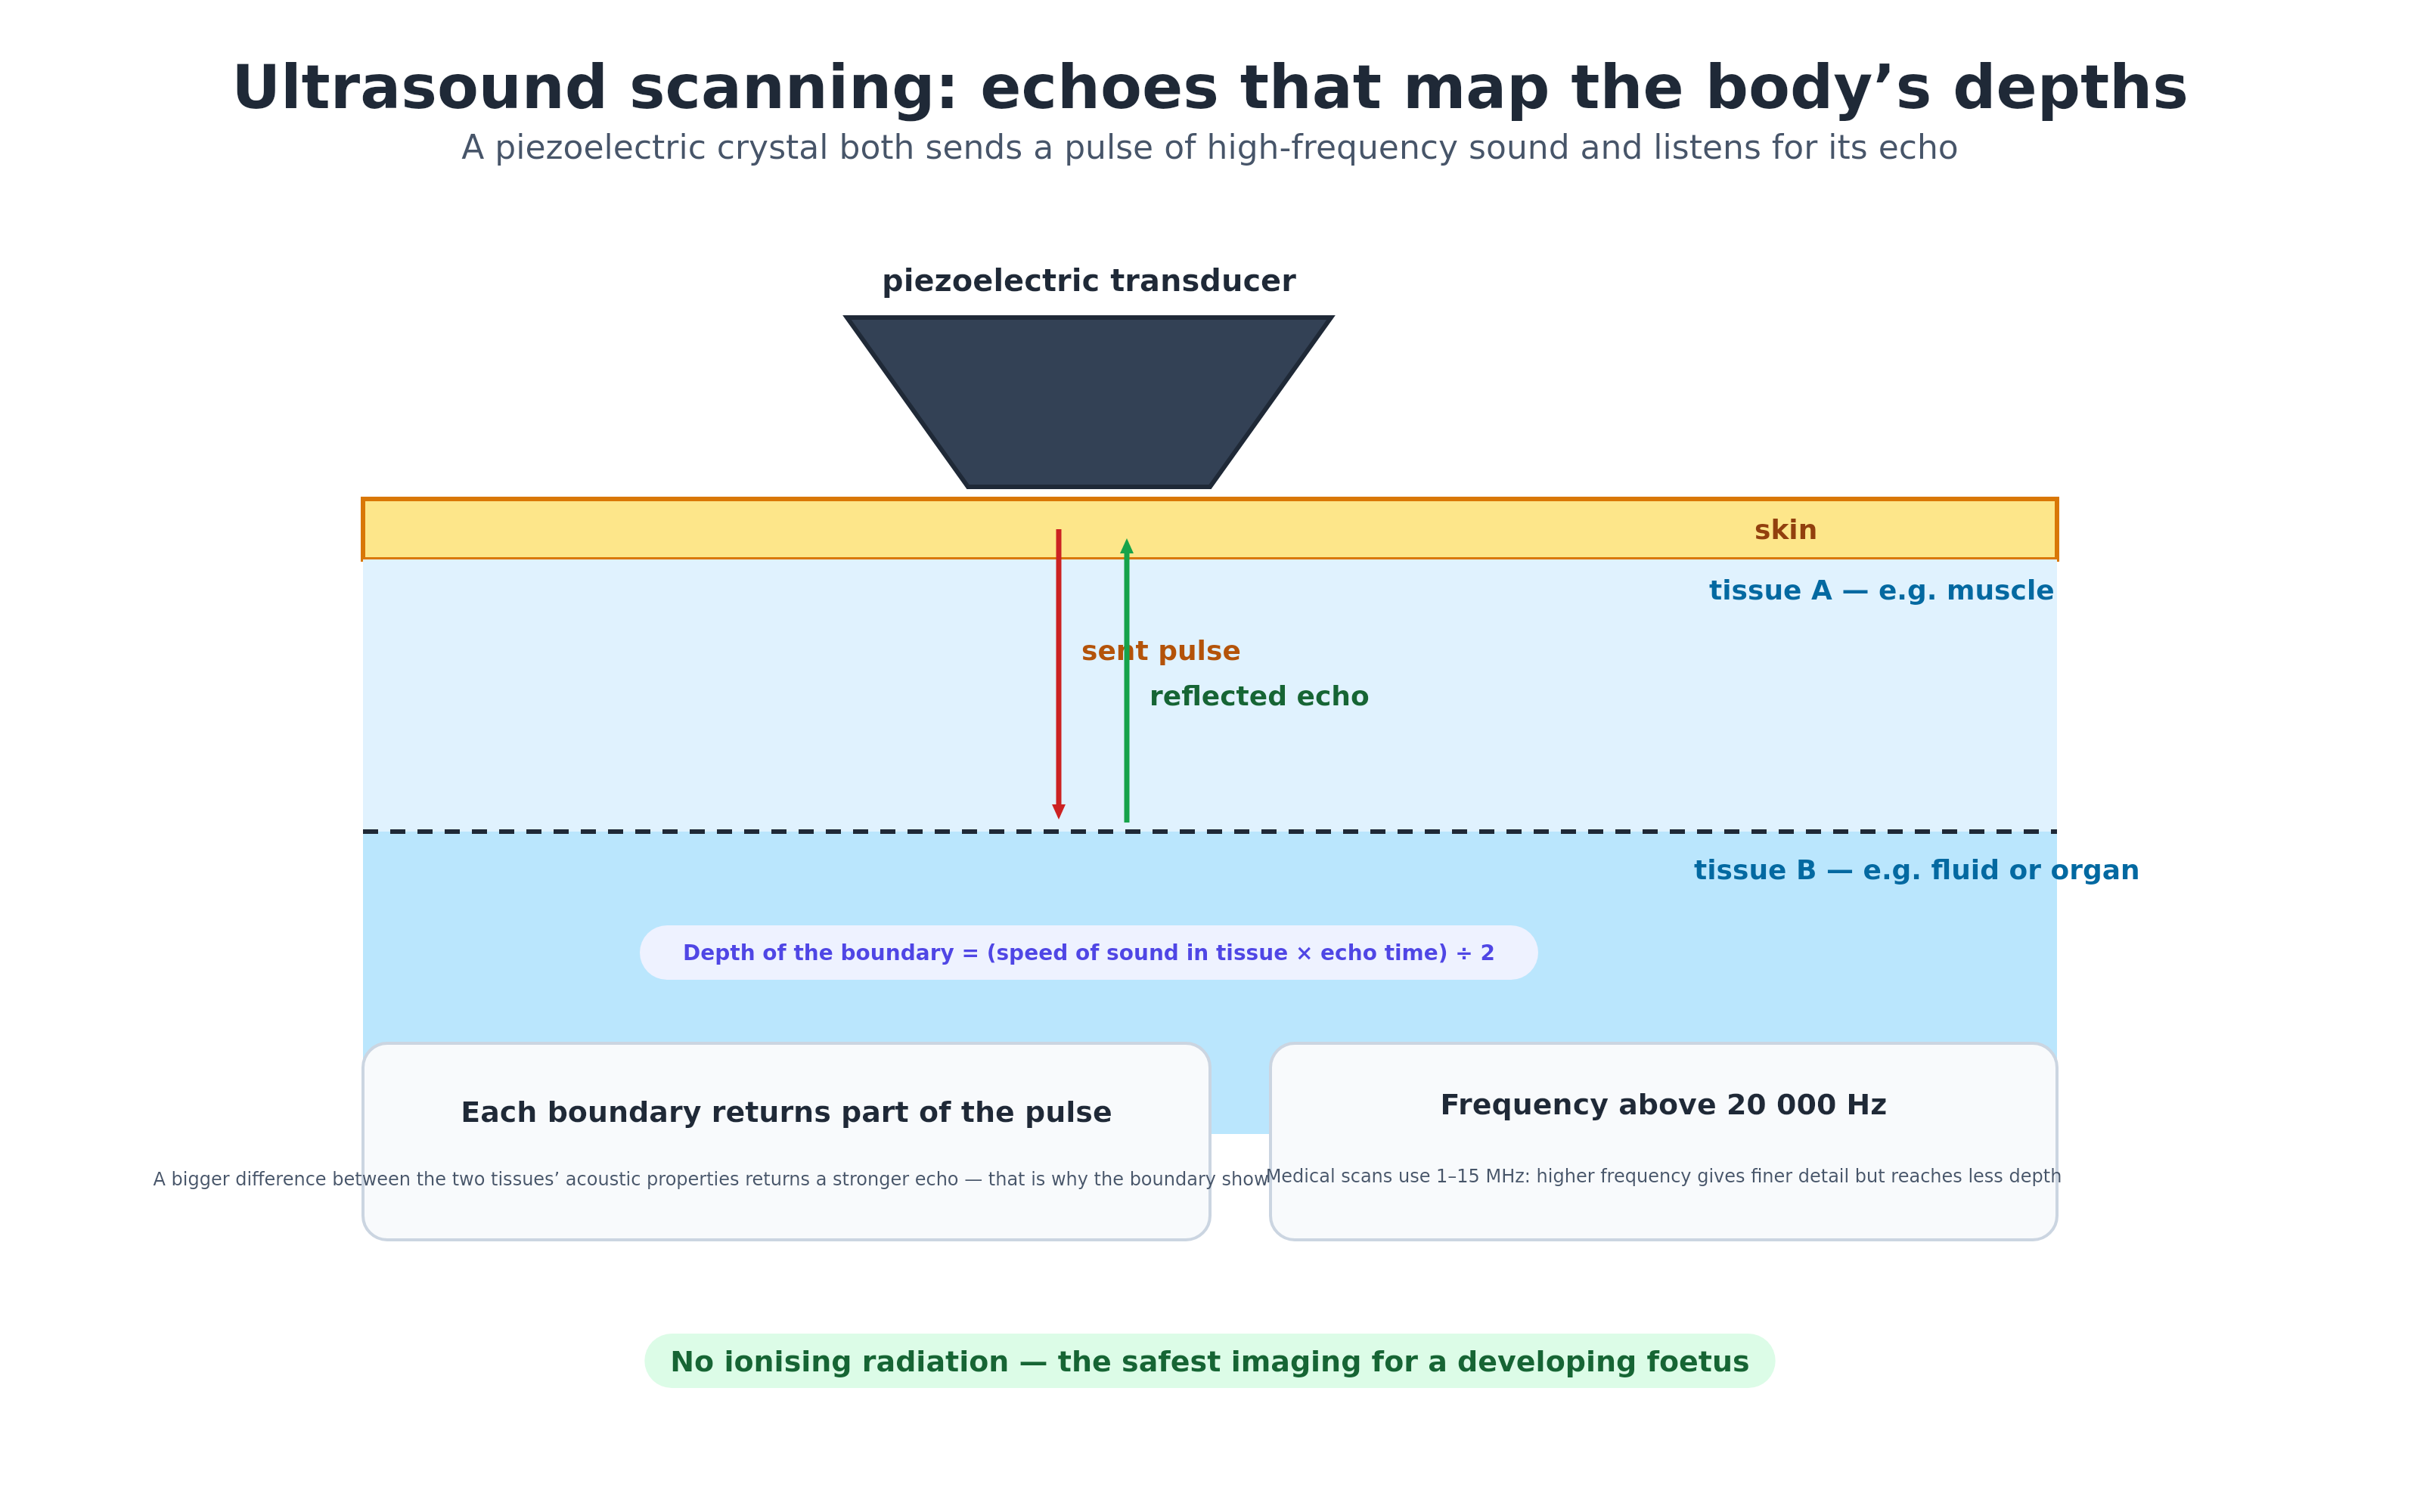 Ultrasound scanning: echoes that map the body’s depths
A piezoelectric crystal both sends a pulse of high-frequency sound and listens for its echo
piezoelectric transducer
skin
tissue A — e.g. muscle
sent pulse
reflected echo
tissue B — e.g. fluid or organ
Depth of the boundary = (speed of sound in tissue × echo time) ÷ 2
Each boundary returns part of the pulse
A bigger difference between the two tissues’ acoustic properties returns a stronger echo — that is why the boundary show
Frequency above 20 000 Hz
Medical scans use 1–15 MHz: higher frequency gives finer detail but reaches less depth
No ionising radiation — the safest imaging for a developing foetus